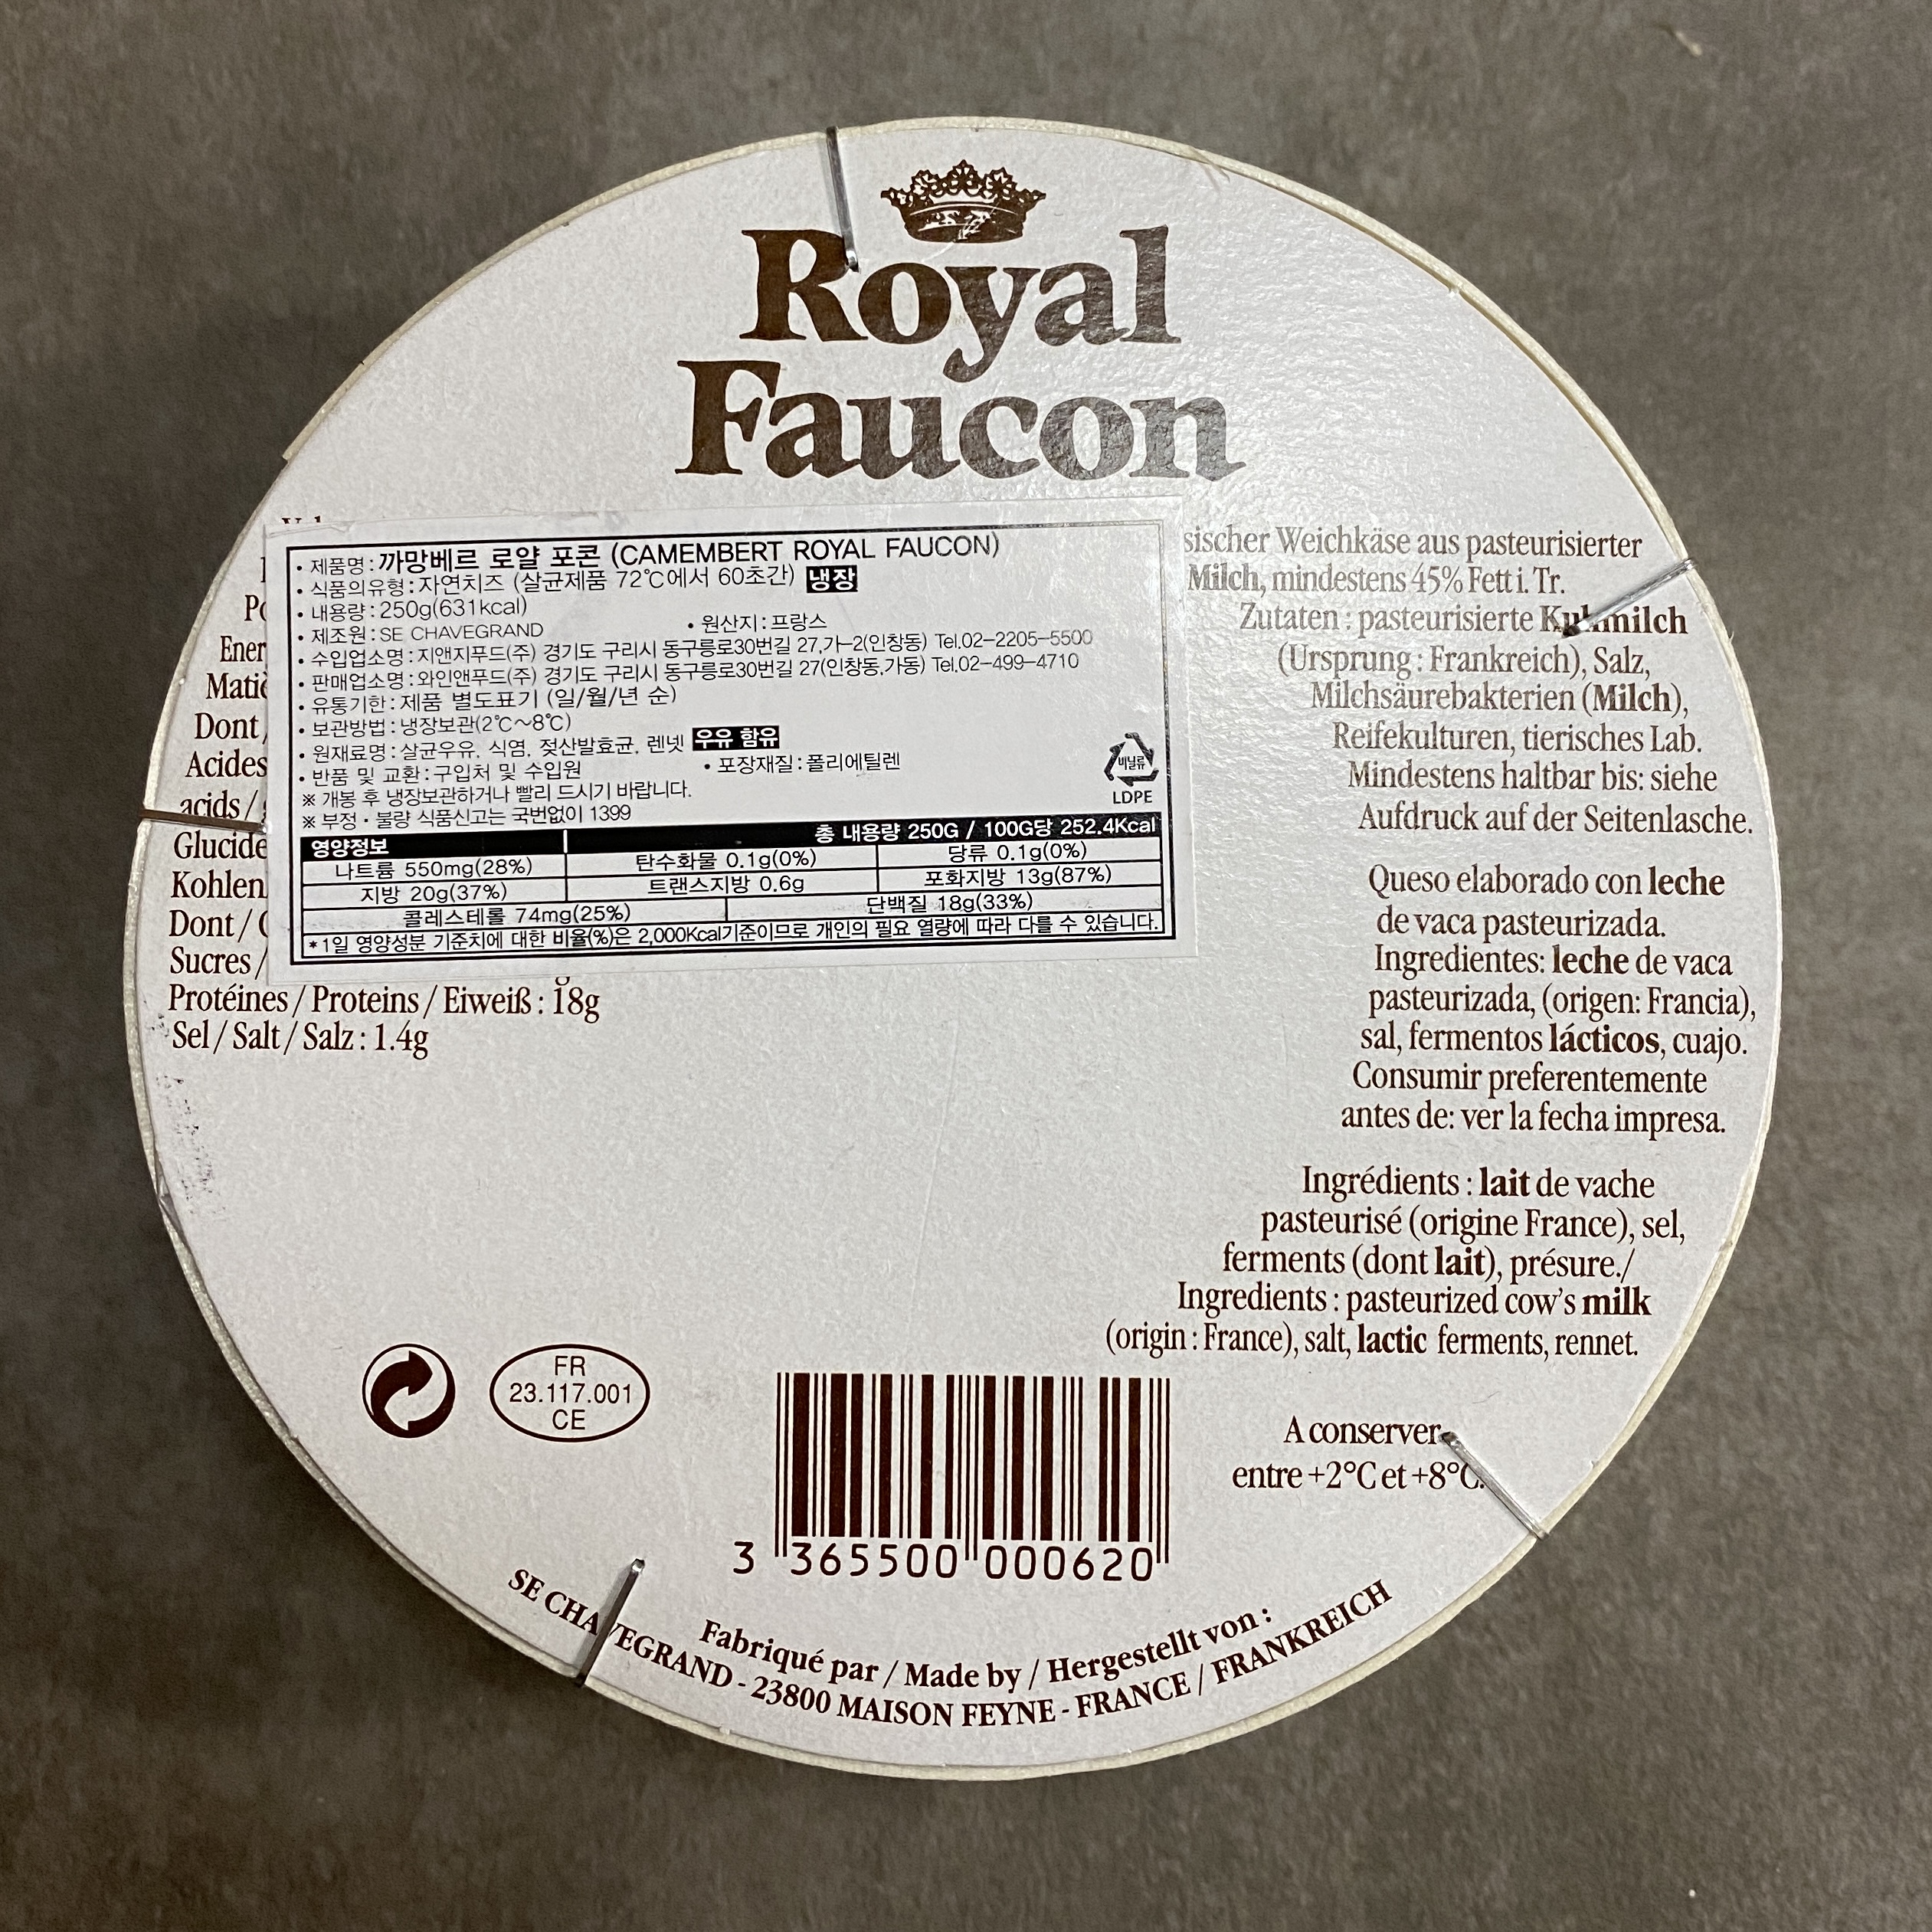 Royal
Faucon
• 제품명 : 까망베르 로얄 포콘 (CAMEMBERT ROYAL FAUCON)
• 식품의유형 : 자연치즈 (살균제품 72℃에서 60초간) 냉장
• 내용량 : 250g(631kcal)
• 제조원 : SE CHAVEGRAND • 원산지 : 프랑스
• 수입업소명 : 지앤지푸드(주) 경기도 구리시 동구릉로30번길 27,가-2(인창동) Tel.02-2205-5500
• 판매업소명 : 와인앤푸드(주) 경기도 구리시 동구릉로30번길 27(인창동,가동) Tel.02-499-4710
• 유통기한 : 제품 별도표기 (일/월/년 순)
• 보관방법 : 냉장보관(2℃~8℃)
• 원재료명 : 살균우유, 식염, 젖산발효균, 렌넷 우유 함유
• 반품 및 교환 : 구입처 및 수입원 • 포장재질 : 폴리에틸렌
※ 개봉 후 냉장보관하거나 빨리 드시기 바랍니다.
※ 부정 • 불량 식품신고는 국번없이 1399
비닐류
LDPE
영양정보 총 내용량 250G / 100G당 252.4Kcal
나트륨 550mg(28%) 탄수화물 0.1g(0%) 당류 0.1g(0%)
지방 20g(37%) 트랜스지방 0.6g 포화지방 13g(87%)
콜레스테롤 74mg(25%) 단백질 18g(33%)
*1일 영양성분 기준치에 대한 비율(%)은 2,000Kcal기준이므로 개인의 필요 열량에 따라 다를 수 있습니다.
Ener
Matiè
Dont /
Acides
acids /
Glucide
Kohlen
Dont /
Sucres /
Protéines / Proteins / Eiweiß : 18g
Sel / Salt / Salz : 1.4g
sischer Weichkäse aus pasteurisierter
Milch, mindestens 45% Fett i. Tr.
Zutaten : pasteurisierte Kuhmilch
(Ursprung : Frankreich), Salz,
Milchsäurebakterien (Milch),
Reifekulturen, tierisches Lab.
Mindestens haltbar bis: siehe
Aufdruck auf der Seitenlasche.
Queso elaborado con leche
de vaca pasteurizada.
Ingredientes: leche de vaca
pasteurizada, (origen: Francia),
sal, fermentos lácticos, cuajo.
Consumir preferentemente
antes de: ver la fecha impresa.
Ingrédients : lait de vache
pasteurisé (origine France), sel,
ferments (dont lait), présure./
Ingredients : pasteurized cow's milk
(origin : France), salt, lactic ferments, rennet.
A conserver
entre +2°C et +8°C.
FR
23.117.001
CE
3 365500 000620
Fabriqué par / Made by / Hergestellt von :
SE CHAVEGRAND - 23800 MAISON FEYNE - FRANCE / FRANKREICH